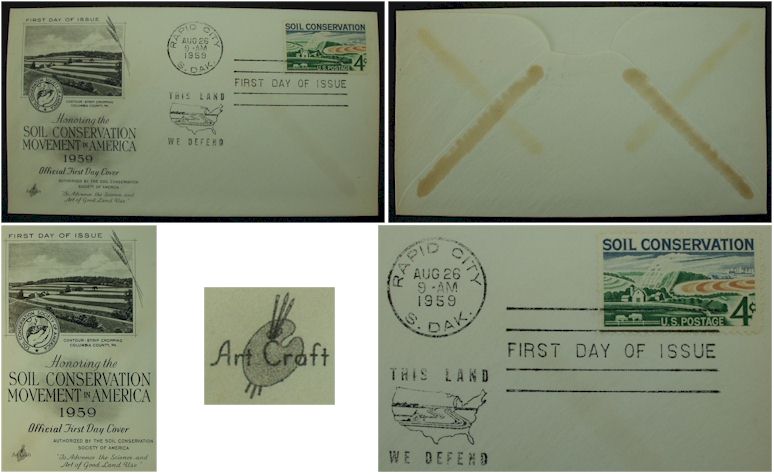 FIRST DAY OF ISSUE
CONTOUR STRIP CROPPING
COLUMBIA COUNTY, PA.
Honoring the
SOIL CONSERVATION
MOVEMENT IN AMERICA
1959
Official First Day Cover
AUTHORIZED BY THE SOIL CONSERVATION
SOCIETY OF AMERICA
"To Advance the Science and
Art of Good Land Use"
RAPID CITY
AUG 26
9-AM
1959
S. DAK.
FIRST DAY OF ISSUE
THIS LAND
WE DEFEND
SOIL CONSERVATION
U.S. POSTAGE 4¢
FIRST DAY OF ISSUE
SOIL CONSERVATION SOCIETY OF AMERICA
CONTOUR STRIP CROPPING
COLUMBIA COUNTY, PA.
Honoring the
SOIL CONSERVATION
MOVEMENT IN AMERICA
1959
Official First Day Cover
AUTHORIZED BY THE SOIL CONSERVATION
SOCIETY OF AMERICA
"To Advance the Science and
Art of Good Land Use"
Art Craft
RAPID CITY
AUG 26
9-AM
1959
S. DAK.
SOIL CONSERVATION
U.S. POSTAGE 4¢
FIRST DAY OF ISSUE
THIS LAND
WE DEFEND